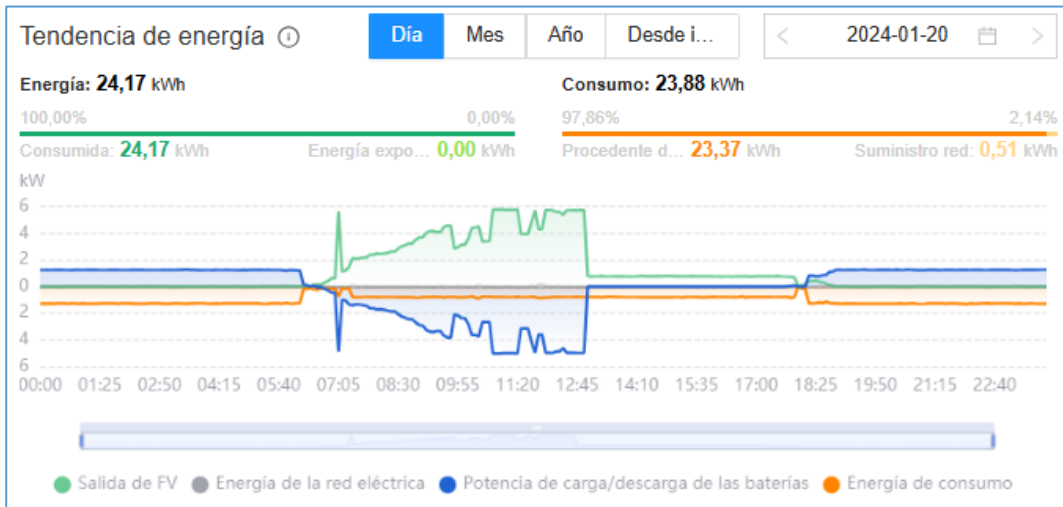 Tendencia de energía
Día Mes Año Desde i... 2024-01-20
Energía: 24,17 kWh Consumo: 23,88 kWh
100,00% 0,00% 97,86% 2,14%
Consumida: 24,17 kWh Energía expo... 0,00 kWh Procedente d... 23,37 kWh Suministro red: 0,51 kWh
kW
6
4
2
0
2
4
6
00:00 01:25 02:50 04:15 05:40 07:05 08:30 09:55 11:20 12:45 14:10 15:35 17:00 18:25 19:50 21:15 22:40
Salida de FV Energía de la red eléctrica Potencia de carga/descarga de las baterías Energía de consumo